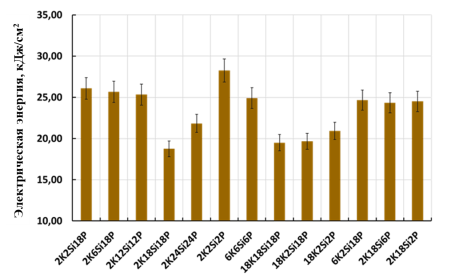 Электрическая энергия, кДж/см²
35,00
30,00
25,00
20,00
15,00
10,00
2K2Si18P
2K6Si18P
2K12Si12P
2K18Si18P
2K24Si24P
2K2Si2P
6K6Si6P
18K18Si18P
18K2Si18P
18K2Si2P
6K2Si18P
2K18Si6P
2K18Si2P